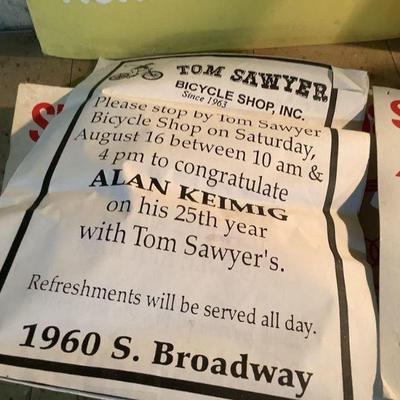 TOM SAWYER
BICYCLE SHOP, INC.
Since 1963
Please stop by Tom Sawyer
Bicycle Shop on Saturday,
August 16 between 10 am &
4 pm to congratulate
ALAN KEIMIG
on his 25th year
with Tom Sawyer's.
Refreshments will be served all day.
1960 S. Broadway